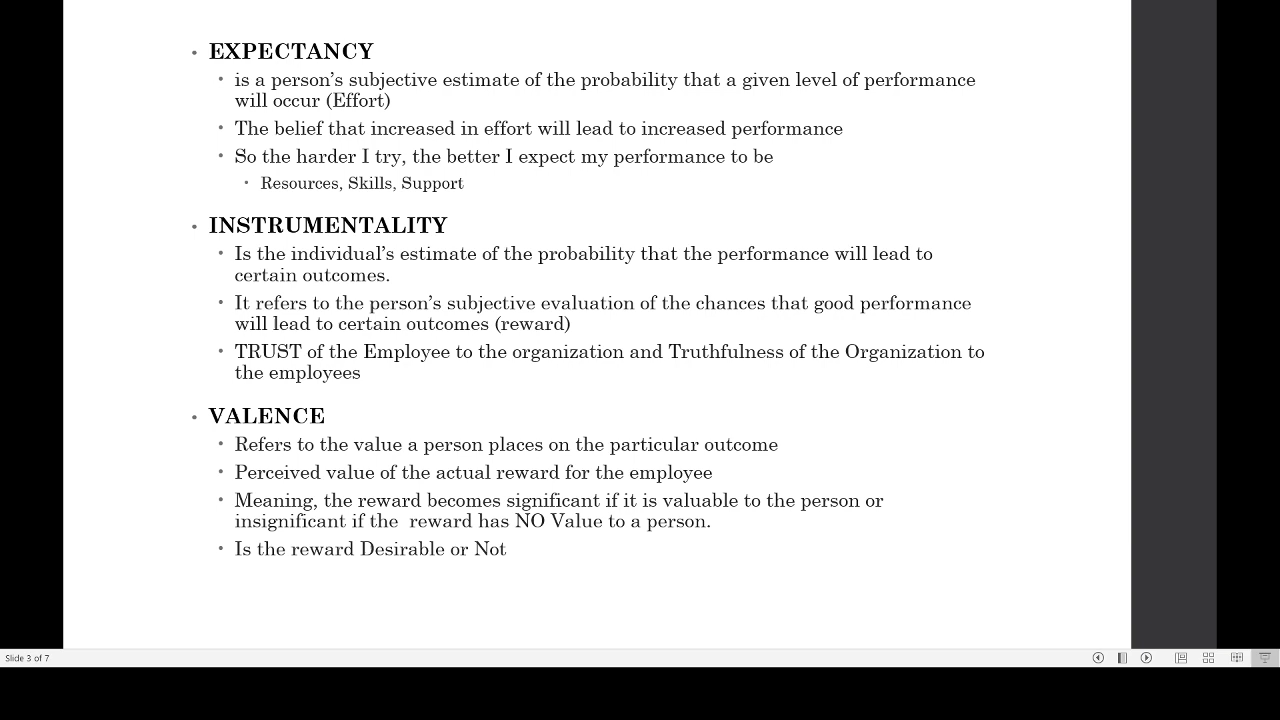 • EXPECTANCY
• is a person's subjective estimate of the probability that a given level of performance
will occur (Effort)
• The belief that increased in effort will lead to increased performance
• So the harder I try, the better I expect my performance to be
• Resources, Skills, Support
• INSTRUMENTALITY
• Is the individual's estimate of the probability that the performance will lead to
certain outcomes.
• It refers to the person's subjective evaluation of the chances that good performance
will lead to certain outcomes (reward)
• TRUST of the Employee to the organization and Truthfulness of the Organization to
the employees
• VALENCE
• Refers to the value a person places on the particular outcome
• Perceived value of the actual reward for the employee
• Meaning, the reward becomes significant if it is valuable to the person or
insignificant if the  reward has NO Value to a person.
• Is the reward Desirable or Not
Slide 3 of 7